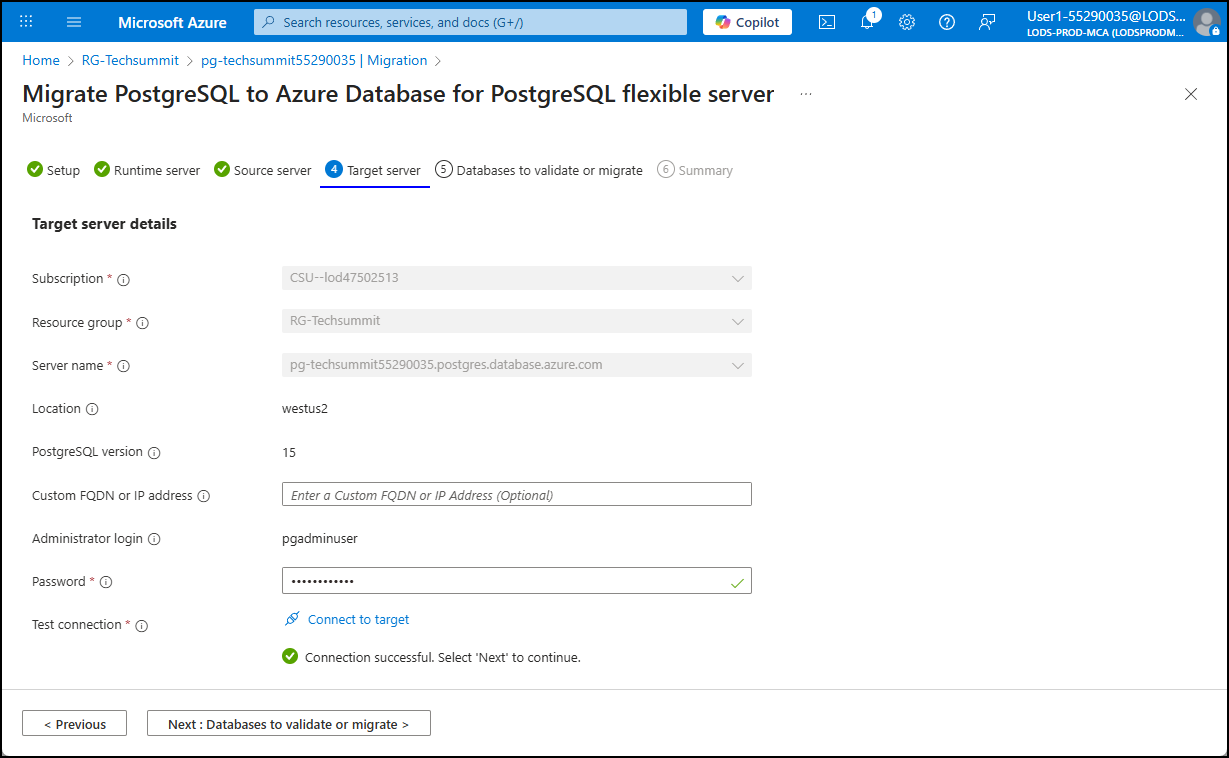 Microsoft Azure
Search resources, services, and docs (G+/)
Copilot
1
User1-55290035@LODS...
LODS-PROD-MCA (LODSPRODM...
Home > RG-Techsummit > pg-techsummit55290035 | Migration >
Migrate PostgreSQL to Azure Database for PostgreSQL flexible server ...
Microsoft
Setup
Runtime server
Source server
4 Target server
5 Databases to validate or migrate
6 Summary
Target server details
Subscription *
CSU--lod47502513
Resource group *
RG-Techsummit
Server name *
pg-techsummit55290035.postgres.database.azure.com
Location
westus2
PostgreSQL version
15
Custom FQDN or IP address
Enter a Custom FQDN or IP Address (Optional)
Administrator login
pgadminuser
Password *
••••••••••••
Test connection *
Connect to target
Connection successful. Select 'Next' to continue.
< Previous
Next : Databases to validate or migrate >